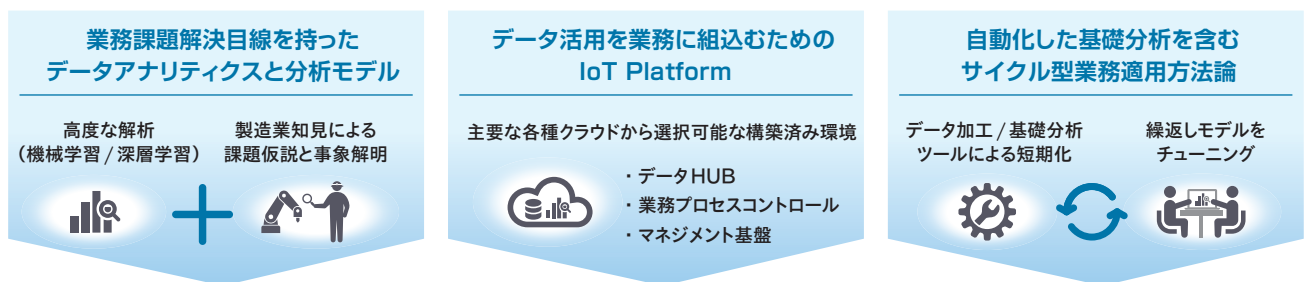 業務課題解決目線を持った
データアナリティクスと分析モデル
高度な解析
（機械学習 / 深層学習）
製造業知見による
課題仮説と事象解明
データ活用を業務に組込むための
IoT Platform
主要な各種クラウドから選択可能な構築済み環境
・データHUB
・業務プロセスコントロール
・マネジメント基盤
自動化した基礎分析を含む
サイクル型業務適用方法論
データ加工 / 基礎分析
ツールによる短期化
繰返しモデルを
チューニング